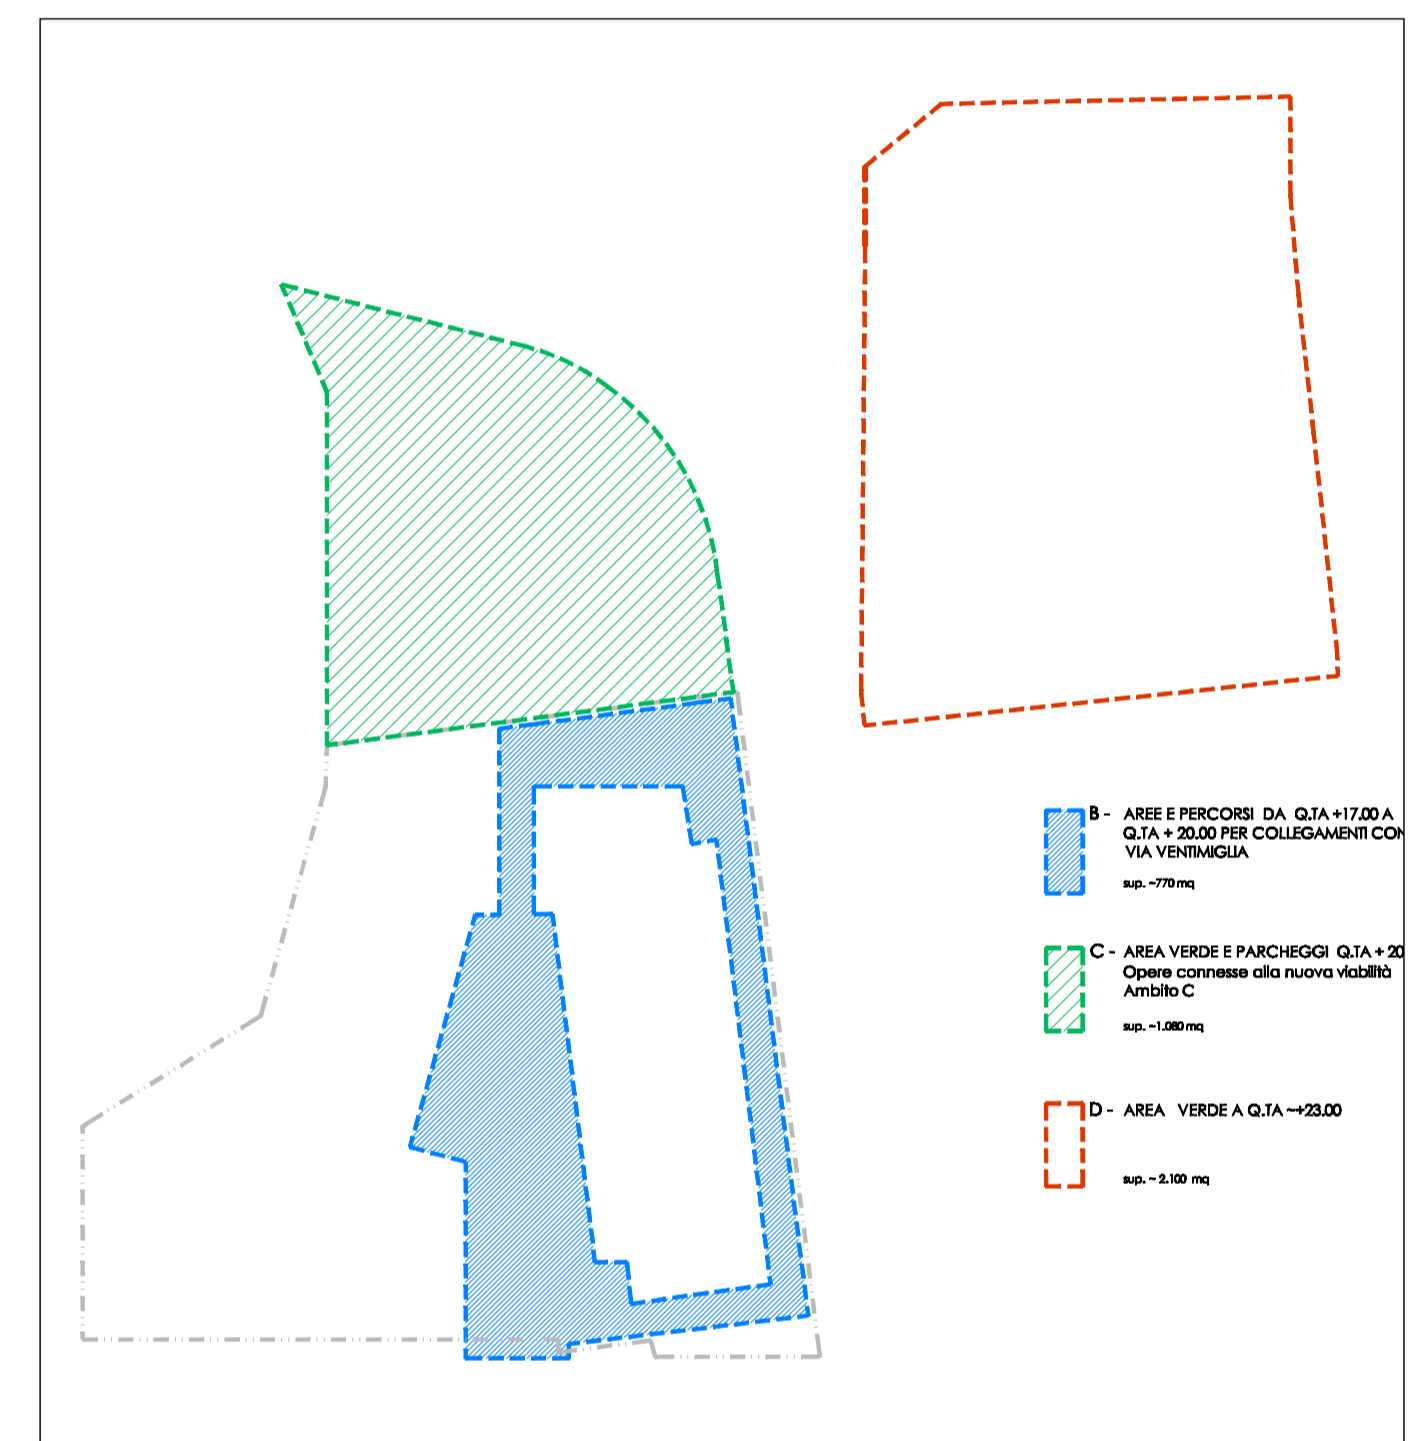 B - AREE E PERCORSI DA Q.TA +17.00 A
Q.TA + 20.00 PER COLLEGAMENTI CON
VIA VENTIMIGLIA
sup. ~770 mq
C - AREA VERDE E PARCHEGGI Q.TA + 20
Opere connesse alla nuova viabilità
Ambito C
sup. ~1.080 mq
D - AREA VERDE A Q.TA ~+23.00
sup. ~ 2.100 mq